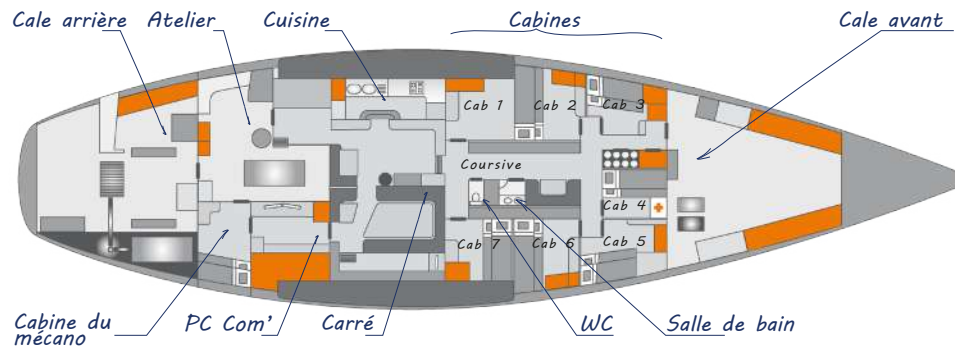 Cale arrière
Atelier
Cuisine
Cabines
Cale avant
Cab 1
Cab 2
Cab 3
Coursive
Cab 4
Cab 7
Cab 6
Cab 5
Cabine du
mécano
PC Com'
Carré
WC
Salle de bain